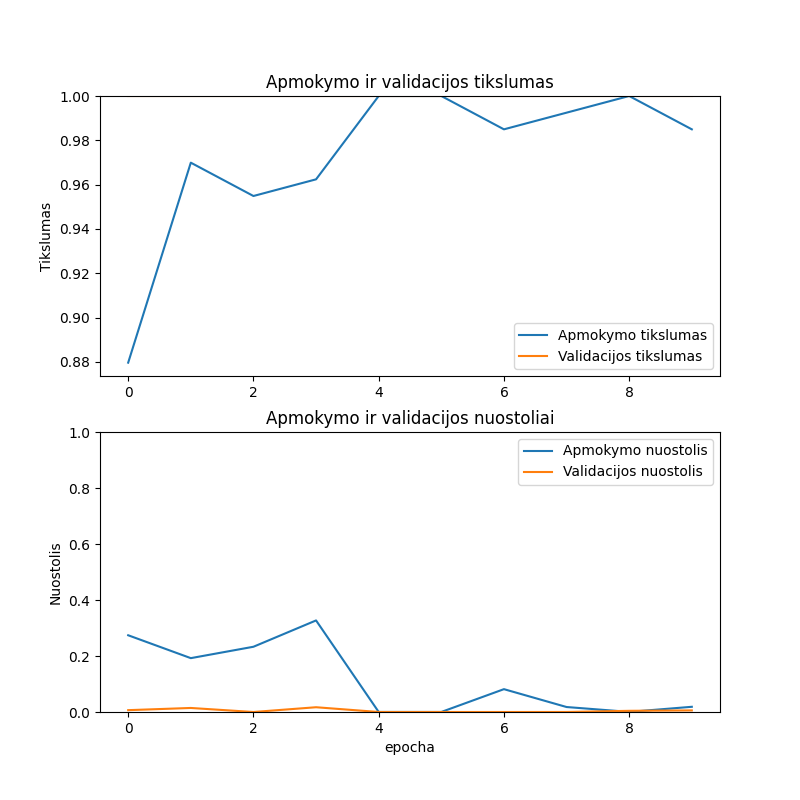 Apmokymo ir validacijos tikslumas
1.00
0.98
0.96
0.94
0.92
0.90
0.88
Tikslumas
Apmokymo tikslumas
Validacijos tikslumas
0 2 4 6 8
Apmokymo ir validacijos nuostoliai
1.0
0.8
0.6
0.4
0.2
0.0
Nuostolis
Apmokymo nuostolis
Validacijos nuostolis
0 2 4 6 8
epocha